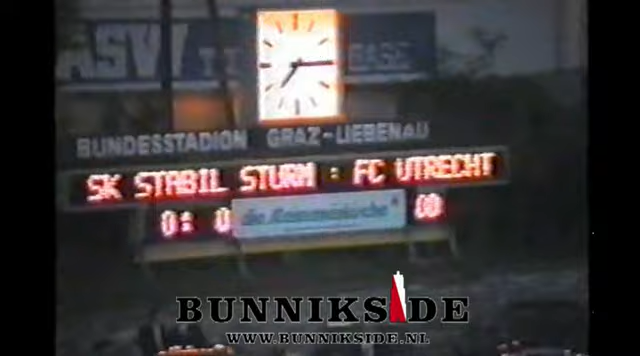 ASV
BUNDESSTADION GRAZ-LIEBENAU
SK STABIL STURM : FC UTRECHT
0: 0 00
BUNNIKSIDE
WWW.BUNNIKSIDE.NL